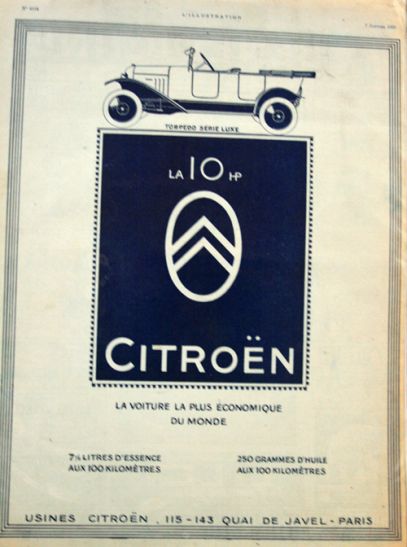 L'ILLUSTRATION
TORPEDO SÉRIE LUXE
LA 10 HP
CITROËN
LA VOITURE LA PLUS ÉCONOMIQUE
DU MONDE
7½ LITRES D'ESSENCE
AUX 100 KILOMÈTRES
250 GRAMMES D'HUILE
AUX 100 KILOMÈTRES
USINES CITROËN, 115-143 QUAI DE JAVEL - PARIS